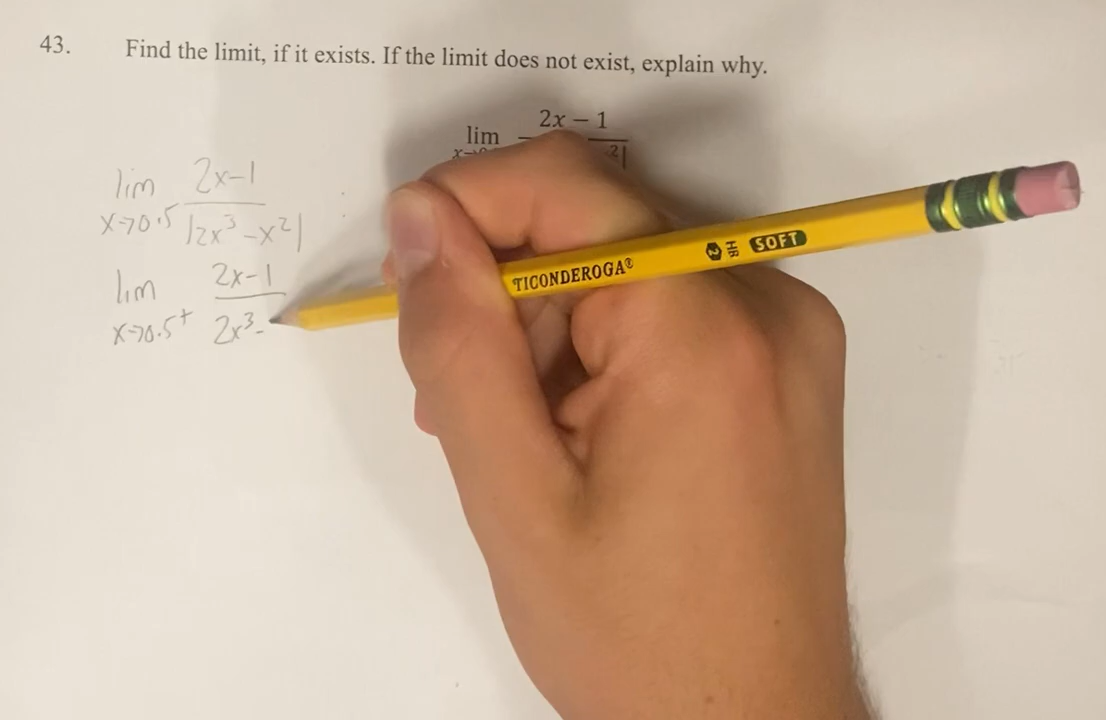 43. Find the limit, if it exists. If the limit does not exist, explain why.
lim 2x − 1
2|
lim 2x-1
x→0.5 |2x³-x²|
lim 2x-1
x→0.5⁺ 2x³-
TICONDEROGA® 2 HB SOFT